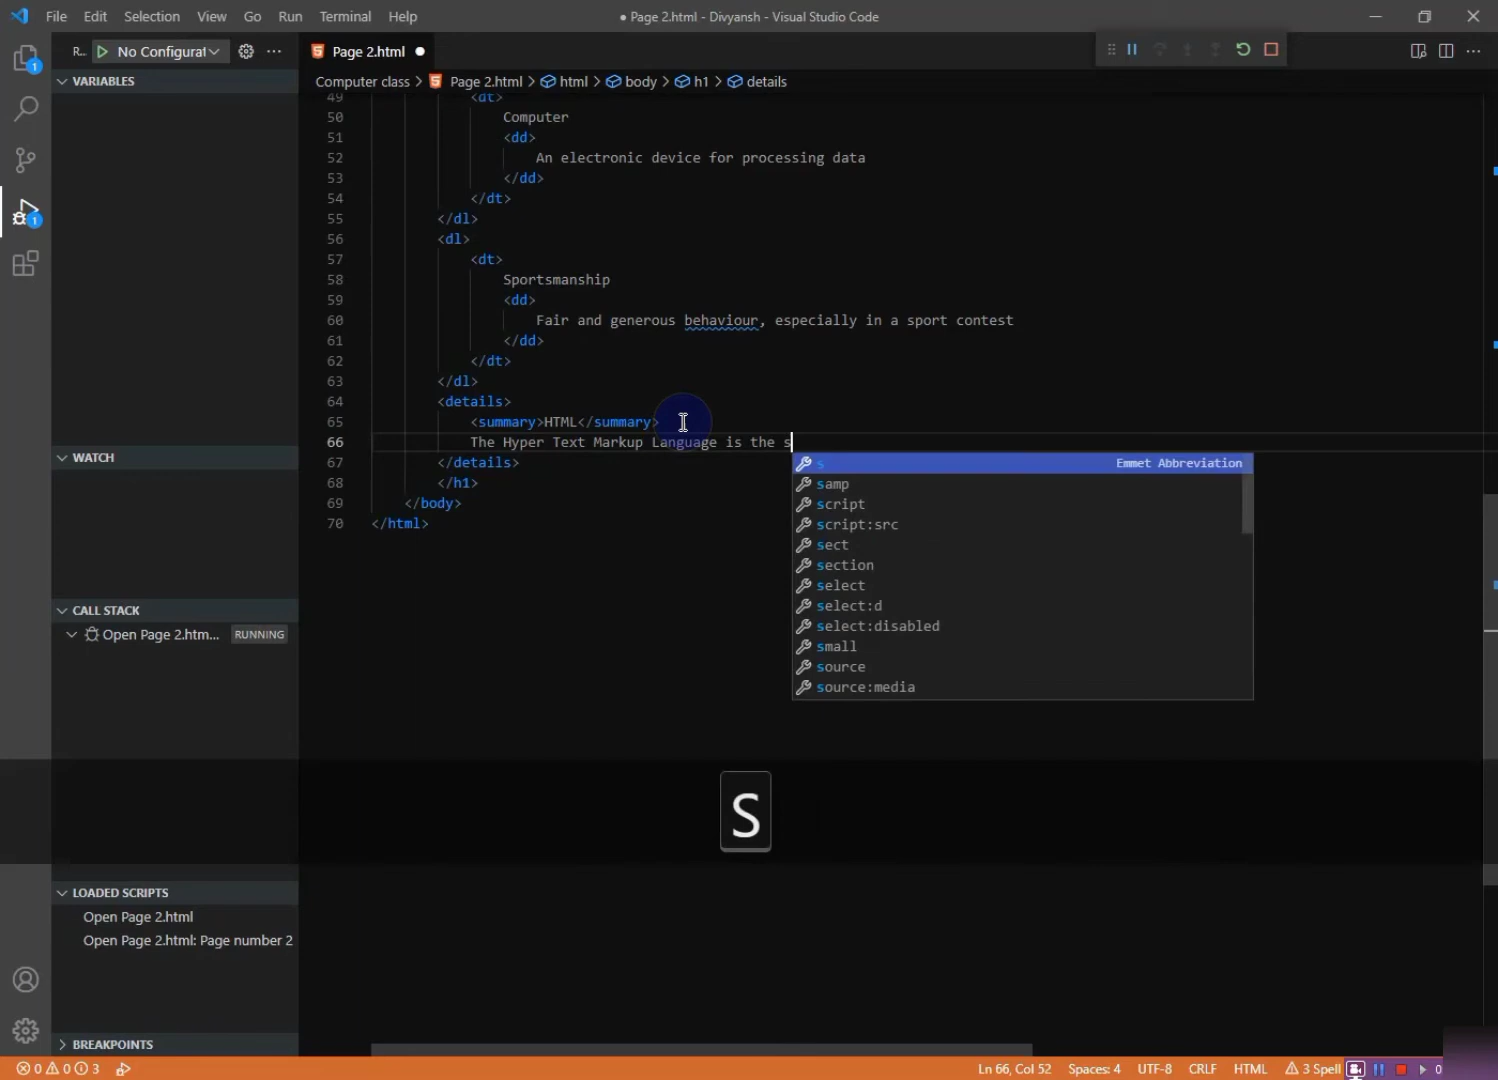 File Edit Selection View Go Run Terminal Help
● Page 2.html - Divyansh - Visual Studio Code
R... No Configurat
Page 2.html ●
Computer class > Page 2.html > html > body > h1 > details
VARIABLES
49 <dt>
50 Computer
51 <dd>
52 An electronic device for processing data
53 </dd>
54 </dt>
55 </dl>
56 <dl>
57 <dt>
58 Sportsmanship
59 <dd>
60 Fair and generous behaviour, especially in a sport contest
61 </dd>
62 </dt>
63 </dl>
64 <details>
65 <summary>HTML</summary>
66 The Hyper Text Markup Language is the s
67 </details>
68 </h1>
69 </body>
70 </html>
s Emmet Abbreviation
samp
script
script:src
sect
section
select
select:d
select:disabled
small
source
source:media
WATCH
CALL STACK
Open Page 2.htm... RUNNING
S
LOADED SCRIPTS
Open Page 2.html
Open Page 2.html: Page number 2
BREAKPOINTS
1
1
0 0 3
Ln 66, Col 52 Spaces: 4 UTF-8 CRLF HTML 3 Spell 0